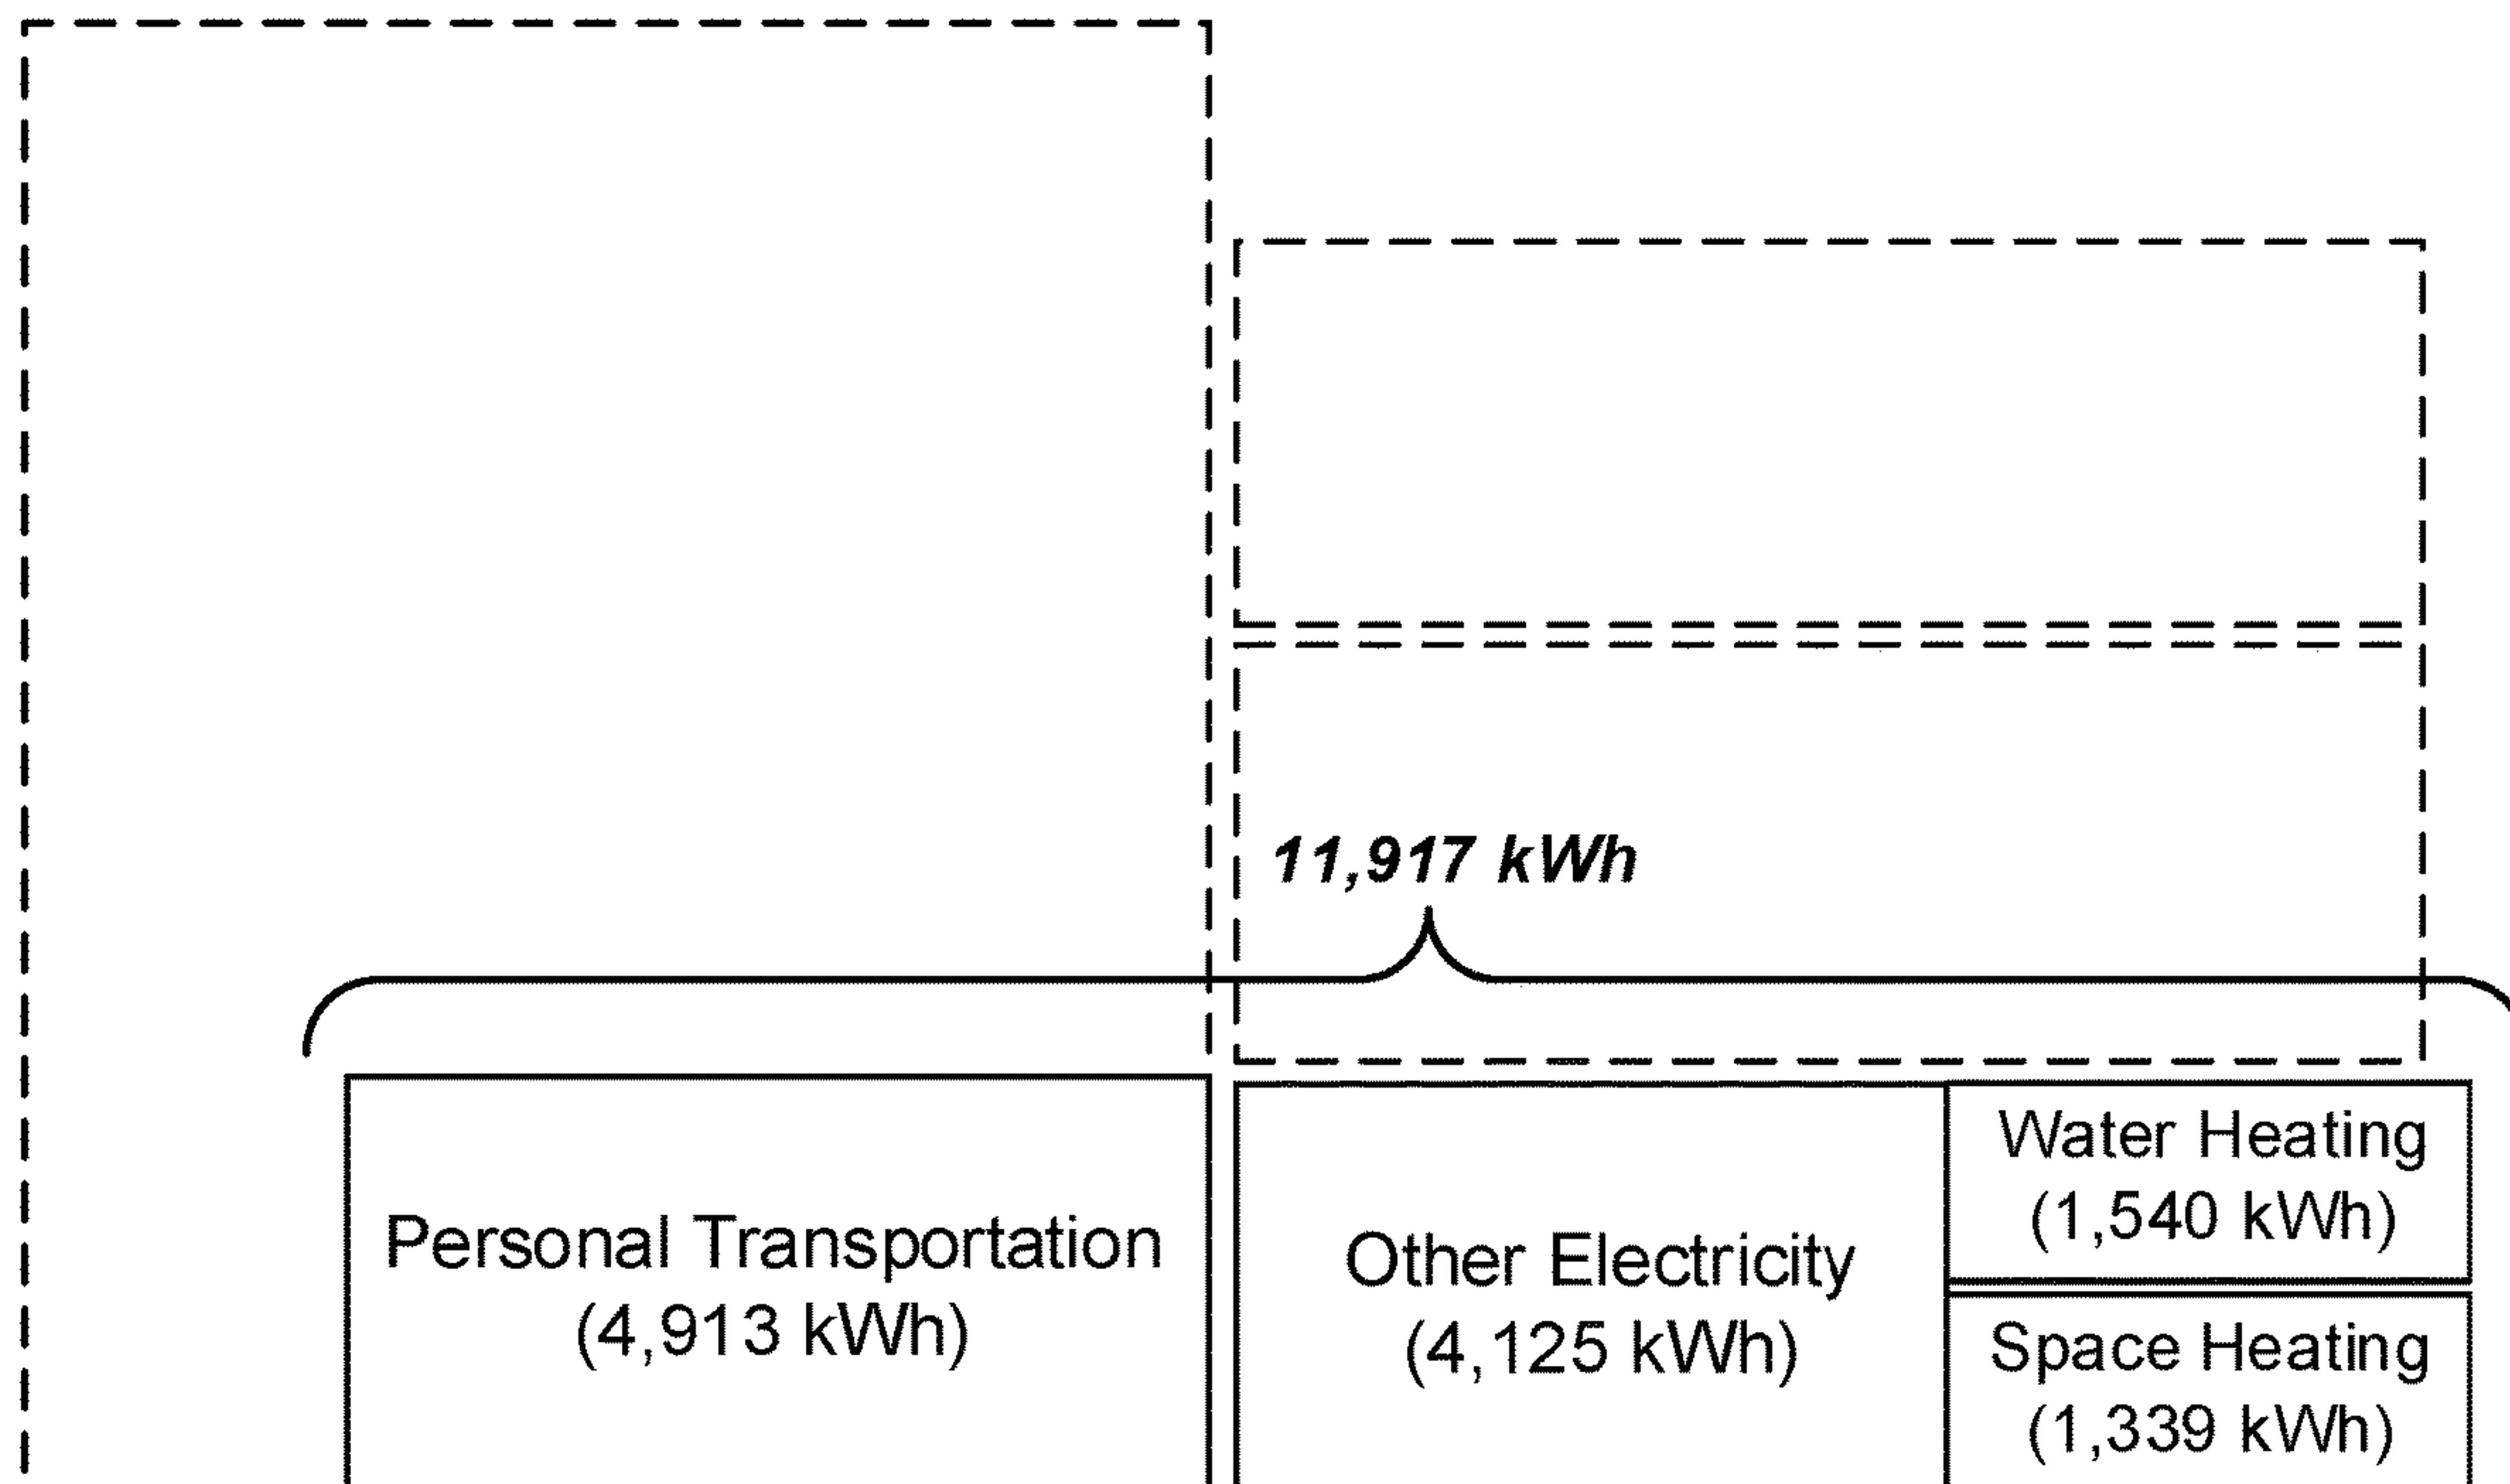 11,917 kWh
Personal Transportation
(4,913 kWh)
Other Electricity
(4,125 kWh)
Water Heating
(1,540 kWh)
Space Heating
(1,339 kWh)